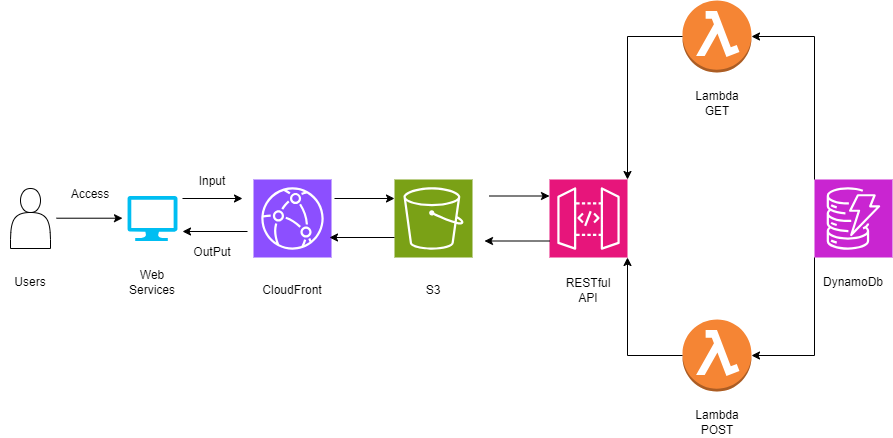 Lambda
GET
Access
Input
OutPut
Users
Web
Services
CloudFront
S3
</>
RESTful
API
DynamoDb
Lambda
POST